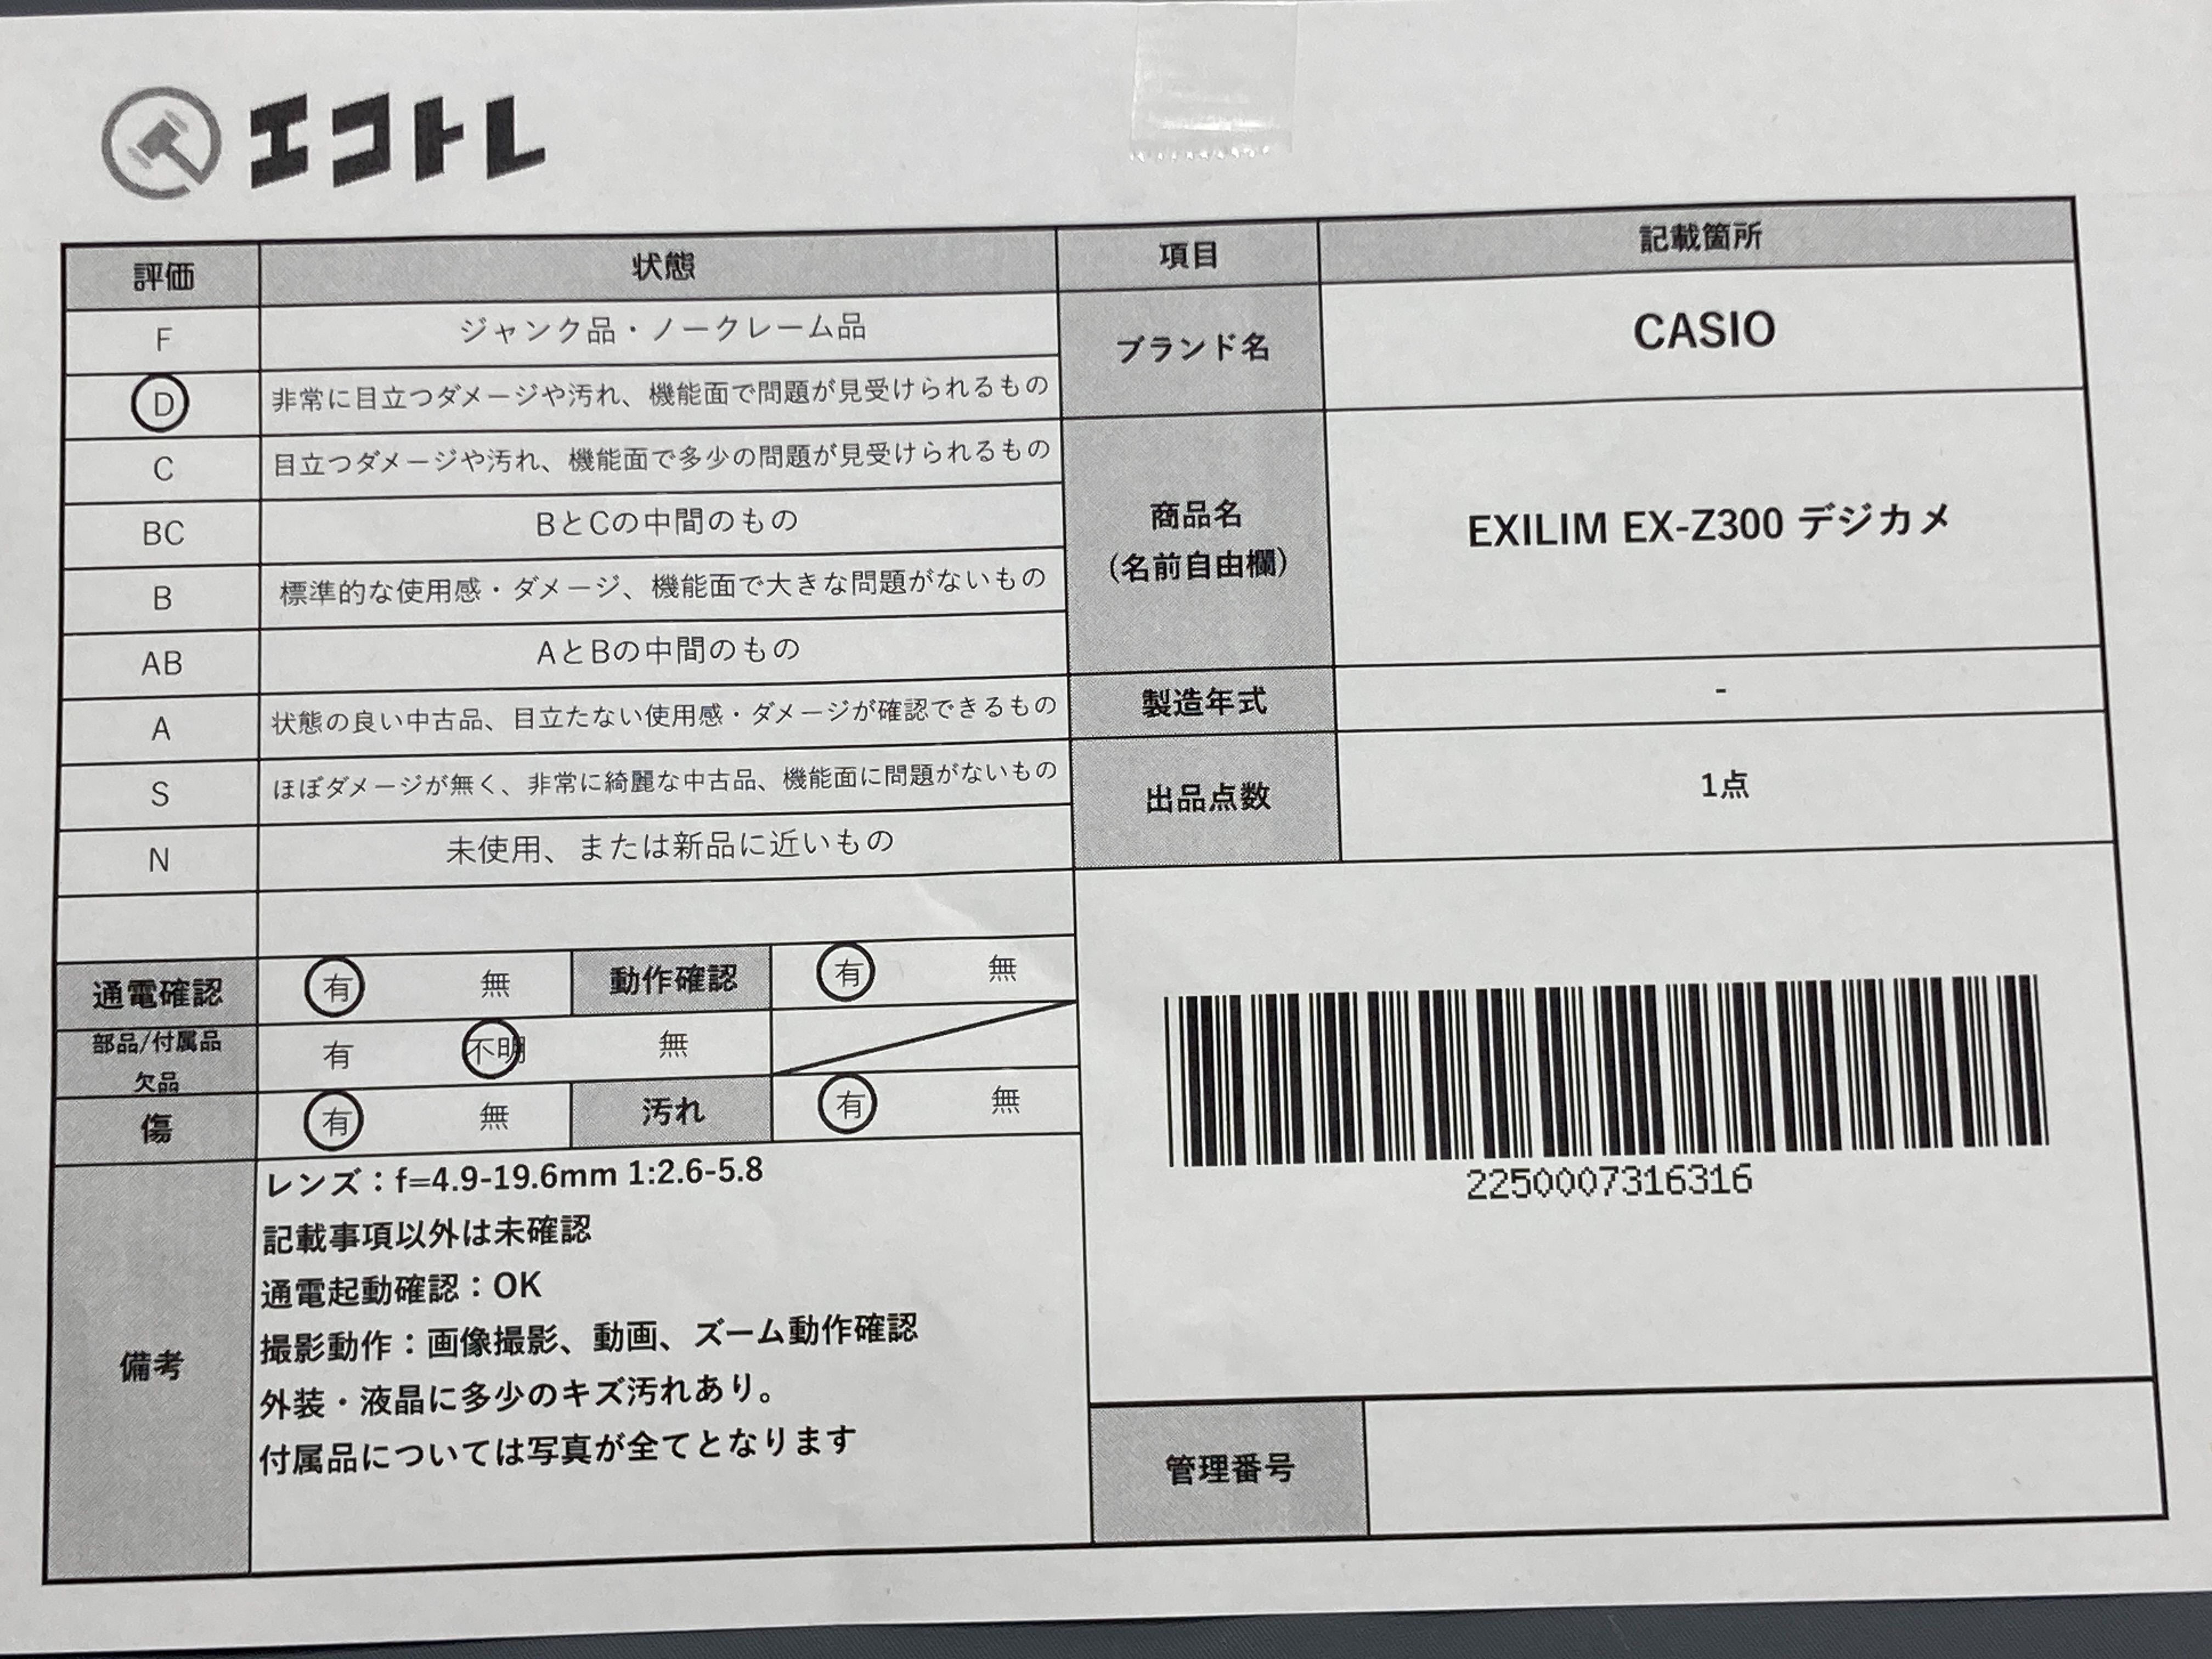 エコトレ
評価 状態 項目 記載箇所
F ジャンク品・ノークレーム品
D 非常に目立つダメージや汚れ、機能面で問題が見受けられるもの
C 目立つダメージや汚れ、機能面で多少の問題が見受けられるもの
BC BとCの中間のもの
B 標準的な使用感・ダメージ、機能面で大きな問題がないもの
AB AとBの中間のもの
A 状態の良い中古品、目立たない使用感・ダメージが確認できるもの
S ほぼダメージが無く、非常に綺麗な中古品、機能面に問題がないもの
N 未使用、または新品に近いもの
ブランド名 CASIO
商品名
(名前自由欄)
EXILIM EX-Z300 デジカメ
製造年式 -
出品点数 1点
通電確認 有 無 動作確認 有 無
部品/付属品
欠品
有 不明 無
傷 有 無 汚れ 有 無
備考
レンズ：f=4.9-19.6mm 1:2.6-5.8
記載事項以外は未確認
通電起動確認：OK
撮影動作：画像撮影、動画、ズーム動作確認
外装・液晶に多少のキズ汚れあり。
付属品については写真が全てとなります
2250007316316
管理番号